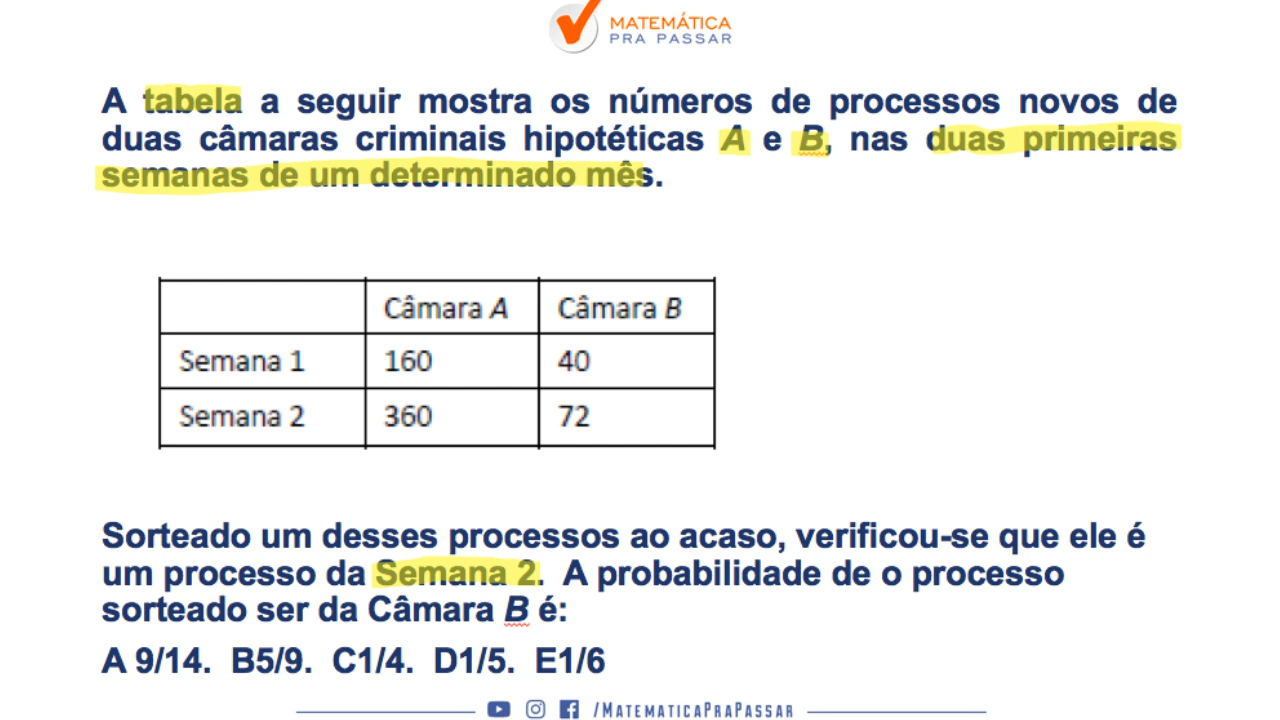 MATEMÁTICA
PRA PASSAR
A tabela a seguir mostra os números de processos novos de
duas câmaras criminais hipotéticas A e B, nas duas primeiras
semanas de um determinado mês.
Câmara A Câmara B
Semana 1 160 40
Semana 2 360 72
Sorteado um desses processos ao acaso, verificou-se que ele é
um processo da Semana 2. A probabilidade de o processo
sorteado ser da Câmara B é:
A 9/14. B5/9. C1/4. D1/5. E1/6
/MATEMATICAPRAPASSAR